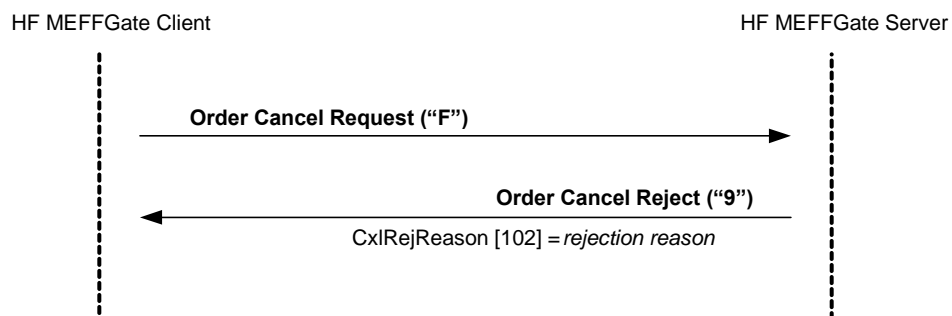 HF MEFFGate Client
HF MEFFGate Server
Order Cancel Request (“F”)
Order Cancel Reject (“9”)
CxlRejReason [102] = rejection reason